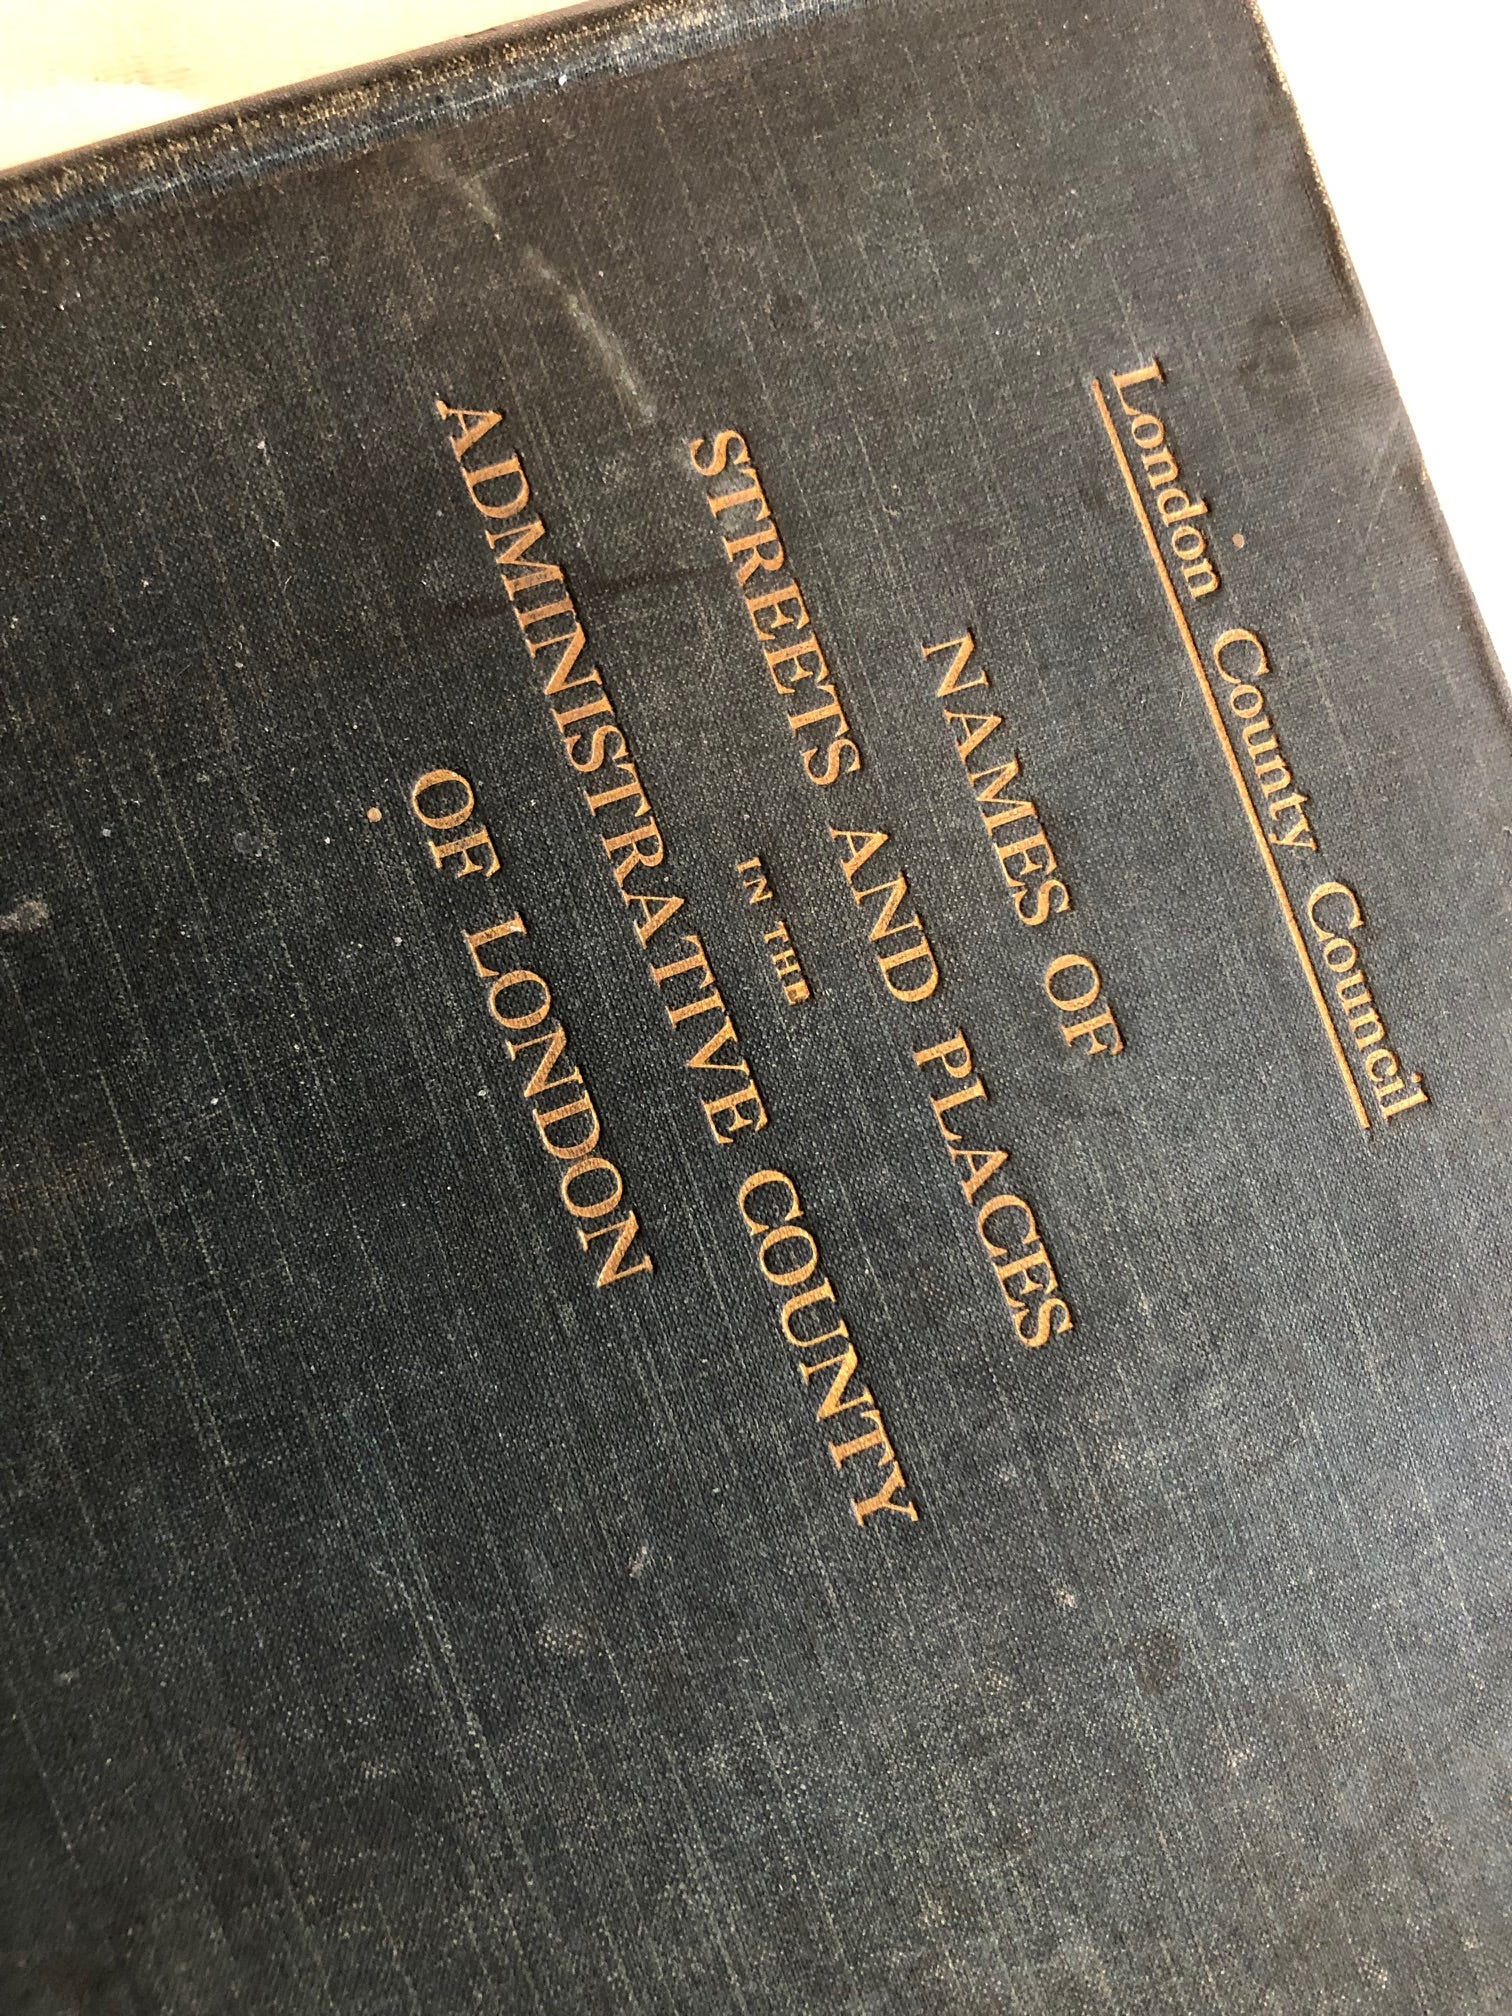 London County Council
NAMES OF
STREETS AND PLACES
IN THE
ADMINISTRATIVE COUNTY
OF LONDON